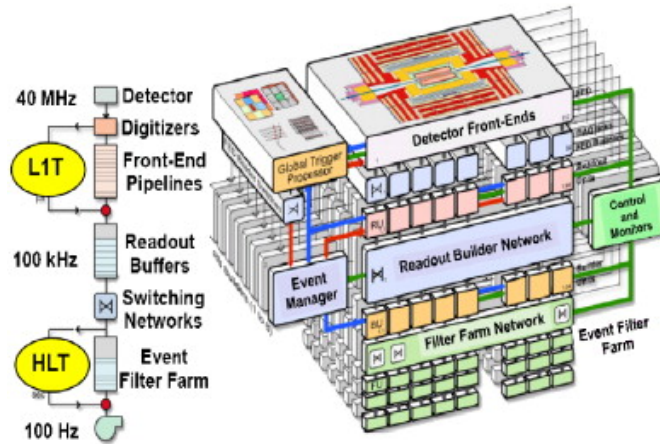 40 MHz
Detector
Digitizers
L1T
Front-End
Pipelines
100 kHz
Readout
Buffers
Switching
Networks
HLT
Event
Filter Farm
100 Hz
Detector Front-Ends
Global Trigger
Processor
RU
Control
and
Monitors
Event
Manager
Readout Builder Network
BU
Filter Farm Network
Event Filter
Farm
FU